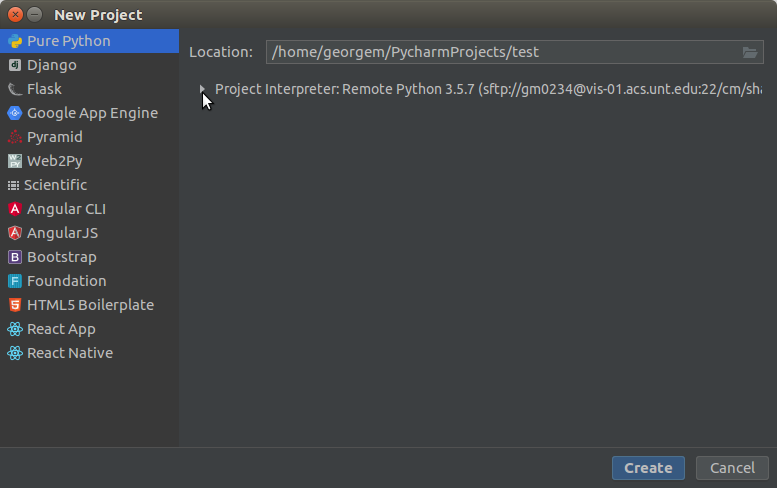 New Project
Pure Python
Django
Flask
Google App Engine
Pyramid
Web2Py
Scientific
Angular CLI
AngularJS
Bootstrap
Foundation
HTML5 Boilerplate
React App
React Native
Location: /home/georgem/PycharmProjects/test
Project Interpreter: Remote Python 3.5.7 (sftp://gm0234@vis-01.acs.unt.edu:22/cm/sha
Create Cancel